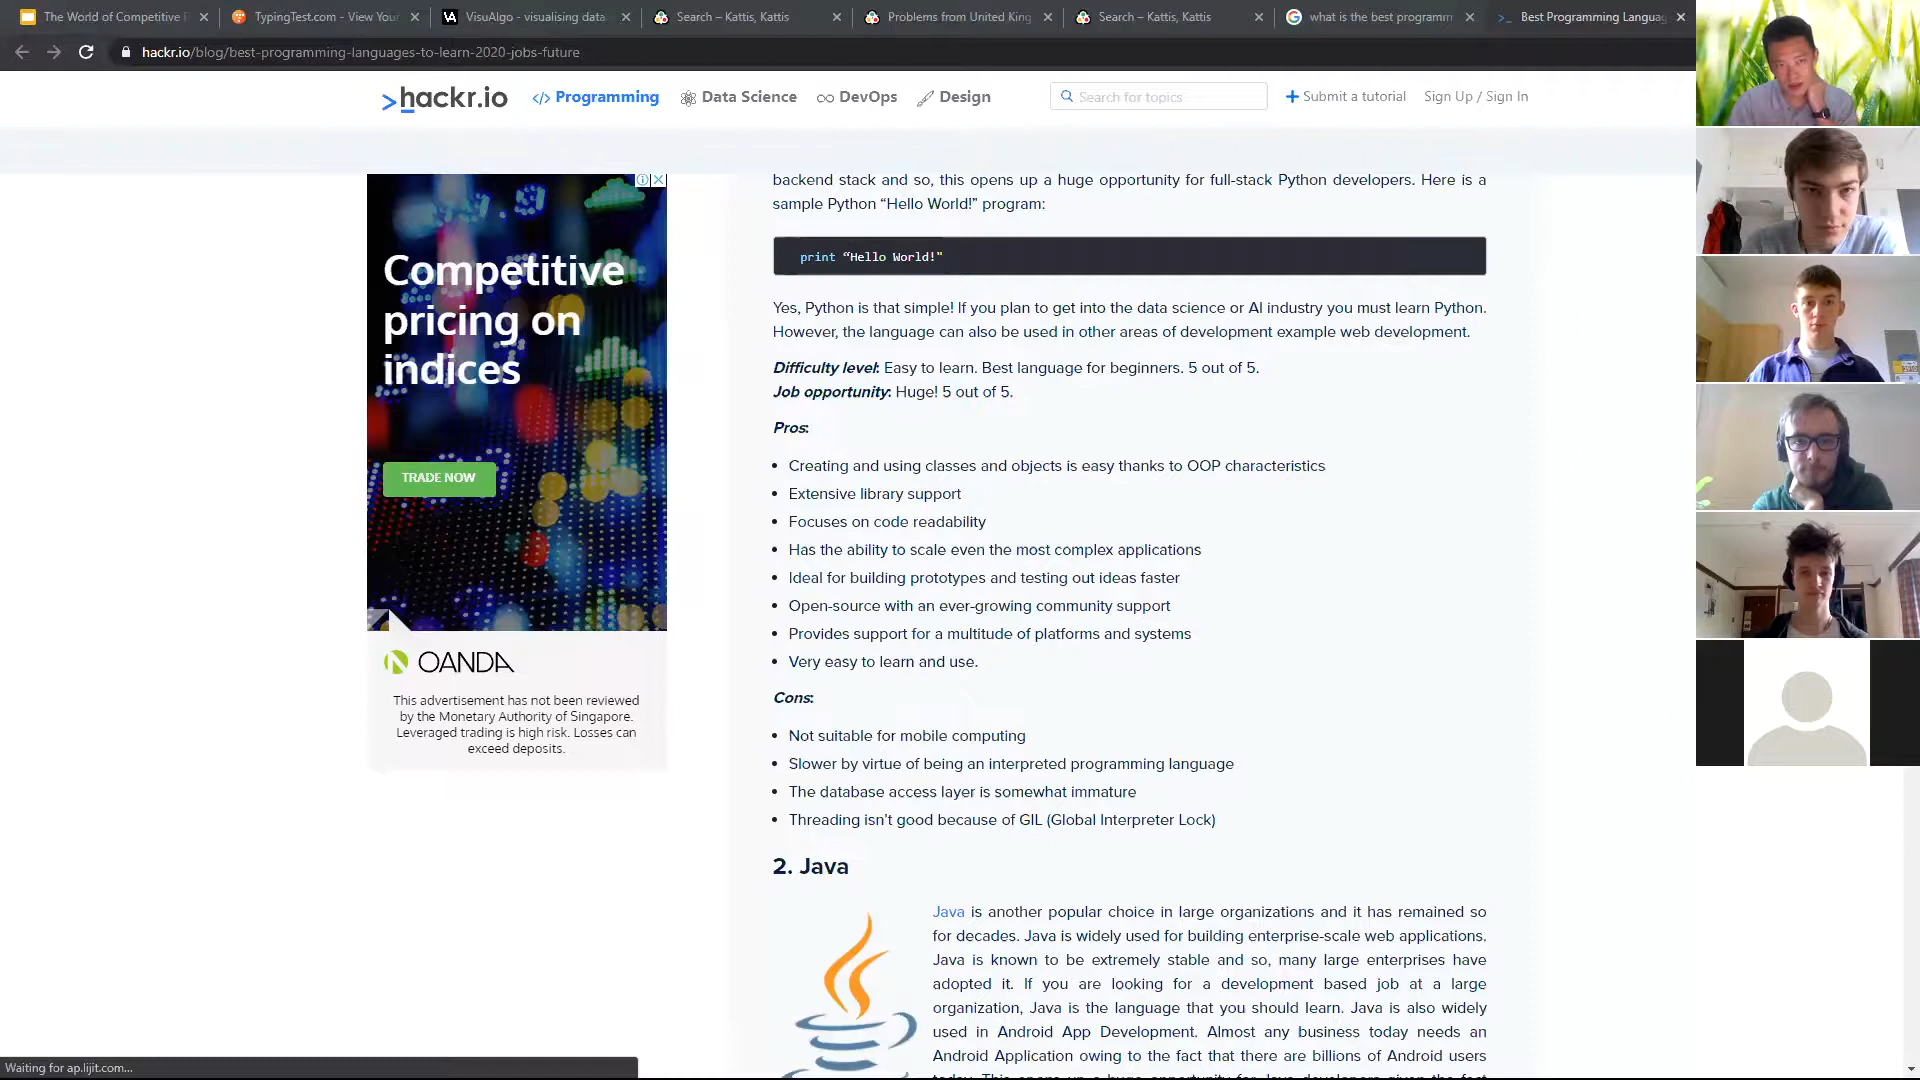 The World of Competitive P
TypingTest.com - View Your
VisuAlgo - visualising data
Search – Kattis, Kattis
Problems from United King
Search – Kattis, Kattis
what is the best programm
Best Programming Languag
hackr.io/blog/best-programming-languages-to-learn-2020-jobs-future
>hackr.io
</> Programming
Data Science
DevOps
Design
Search for topics
+ Submit a tutorial
Sign Up / Sign In
Competitive
pricing on
indices
TRADE NOW
OANDA
This advertisement has not been reviewed
by the Monetary Authority of Singapore.
Leveraged trading is high risk. Losses can
exceed deposits.
backend stack and so, this opens up a huge opportunity for full-stack Python developers. Here is a
sample Python “Hello World!” program:
print “Hello World!"
Yes, Python is that simple! If you plan to get into the data science or AI industry you must learn Python.
However, the language can also be used in other areas of development example web development.
Difficulty level: Easy to learn. Best language for beginners. 5 out of 5.
Job opportunity: Huge! 5 out of 5.
Pros:
• Creating and using classes and objects is easy thanks to OOP characteristics
• Extensive library support
• Focuses on code readability
• Has the ability to scale even the most complex applications
• Ideal for building prototypes and testing out ideas faster
• Open-source with an ever-growing community support
• Provides support for a multitude of platforms and systems
• Very easy to learn and use.
Cons:
• Not suitable for mobile computing
• Slower by virtue of being an interpreted programming language
• The database access layer is somewhat immature
• Threading isn’t good because of GIL (Global Interpreter Lock)
2. Java
Java is another popular choice in large organizations and it has remained so
for decades. Java is widely used for building enterprise-scale web applications.
Java is known to be extremely stable and so, many large enterprises have
adopted it. If you are looking for a development based job at a large
organization, Java is the language that you should learn. Java is also widely
used in Android App Development. Almost any business today needs an
Android Application owing to the fact that there are billions of Android users
Waiting for ap.lijit.com...